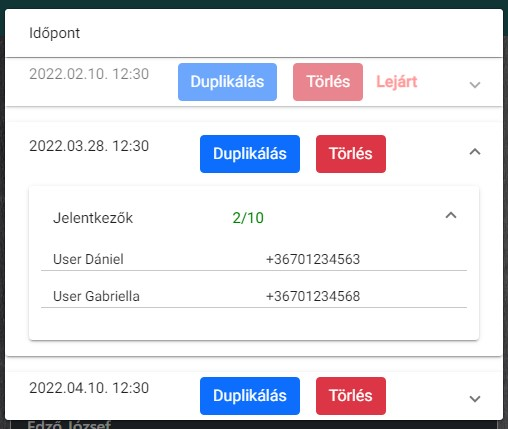 Időpont
2022.02.10. 12:30 Duplikálás Törlés Lejárt
2022.03.28. 12:30 Duplikálás Törlés
Jelentkezők 2/10
User Dániel +36701234563
User Gabriella +36701234568
2022.04.10. 12:30 Duplikálás Törlés
Edző József